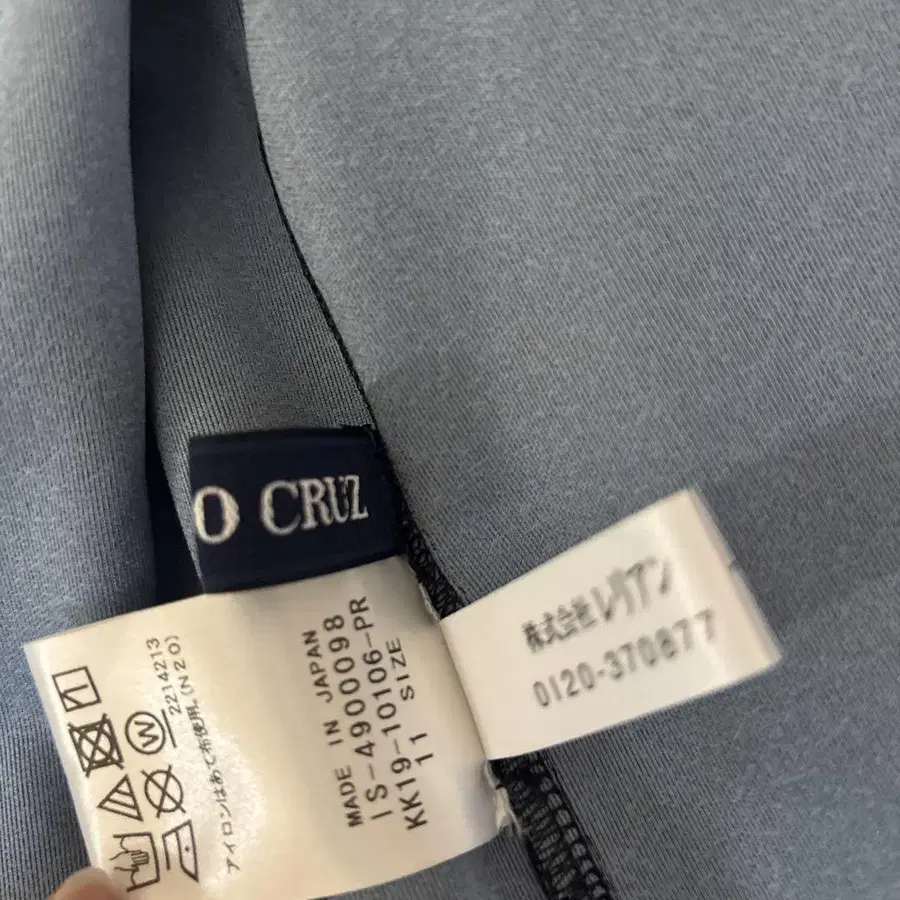 O CRUZ
MADE IN JAPAN
IS-4900098
KK19-10106-PR
11 SIZE
W
2214213
アイロンはあて布使用。(N20)
株式会社レリアン
0120-370877